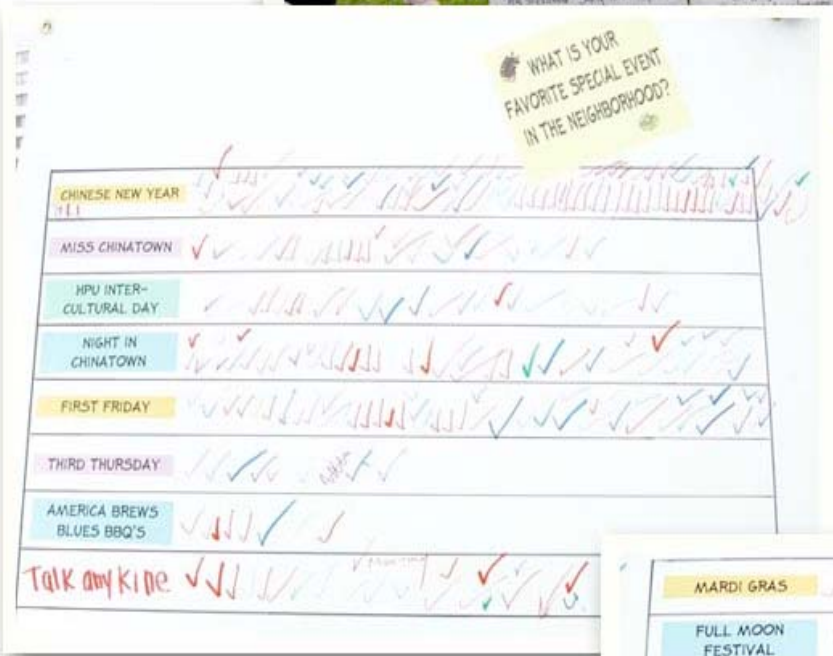 WHAT IS YOUR
FAVORITE SPECIAL EVENT
IN THE NEIGHBORHOOD?
CHINESE NEW YEAR
MISS CHINATOWN
HPU INTER-
CULTURAL DAY
NIGHT IN
CHINATOWN
FIRST FRIDAY
THIRD THURSDAY
AMERICA BREWS
BLUES BBQ'S
Talk any Kine
MARDI GRAS
FULL MOON
FESTIVAL